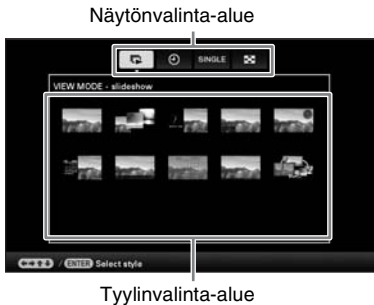 Näytönvalinta-alue
SINGLE
VIEW MODE - slideshow
/ ENTER Select style
Tyylinvalinta-alue